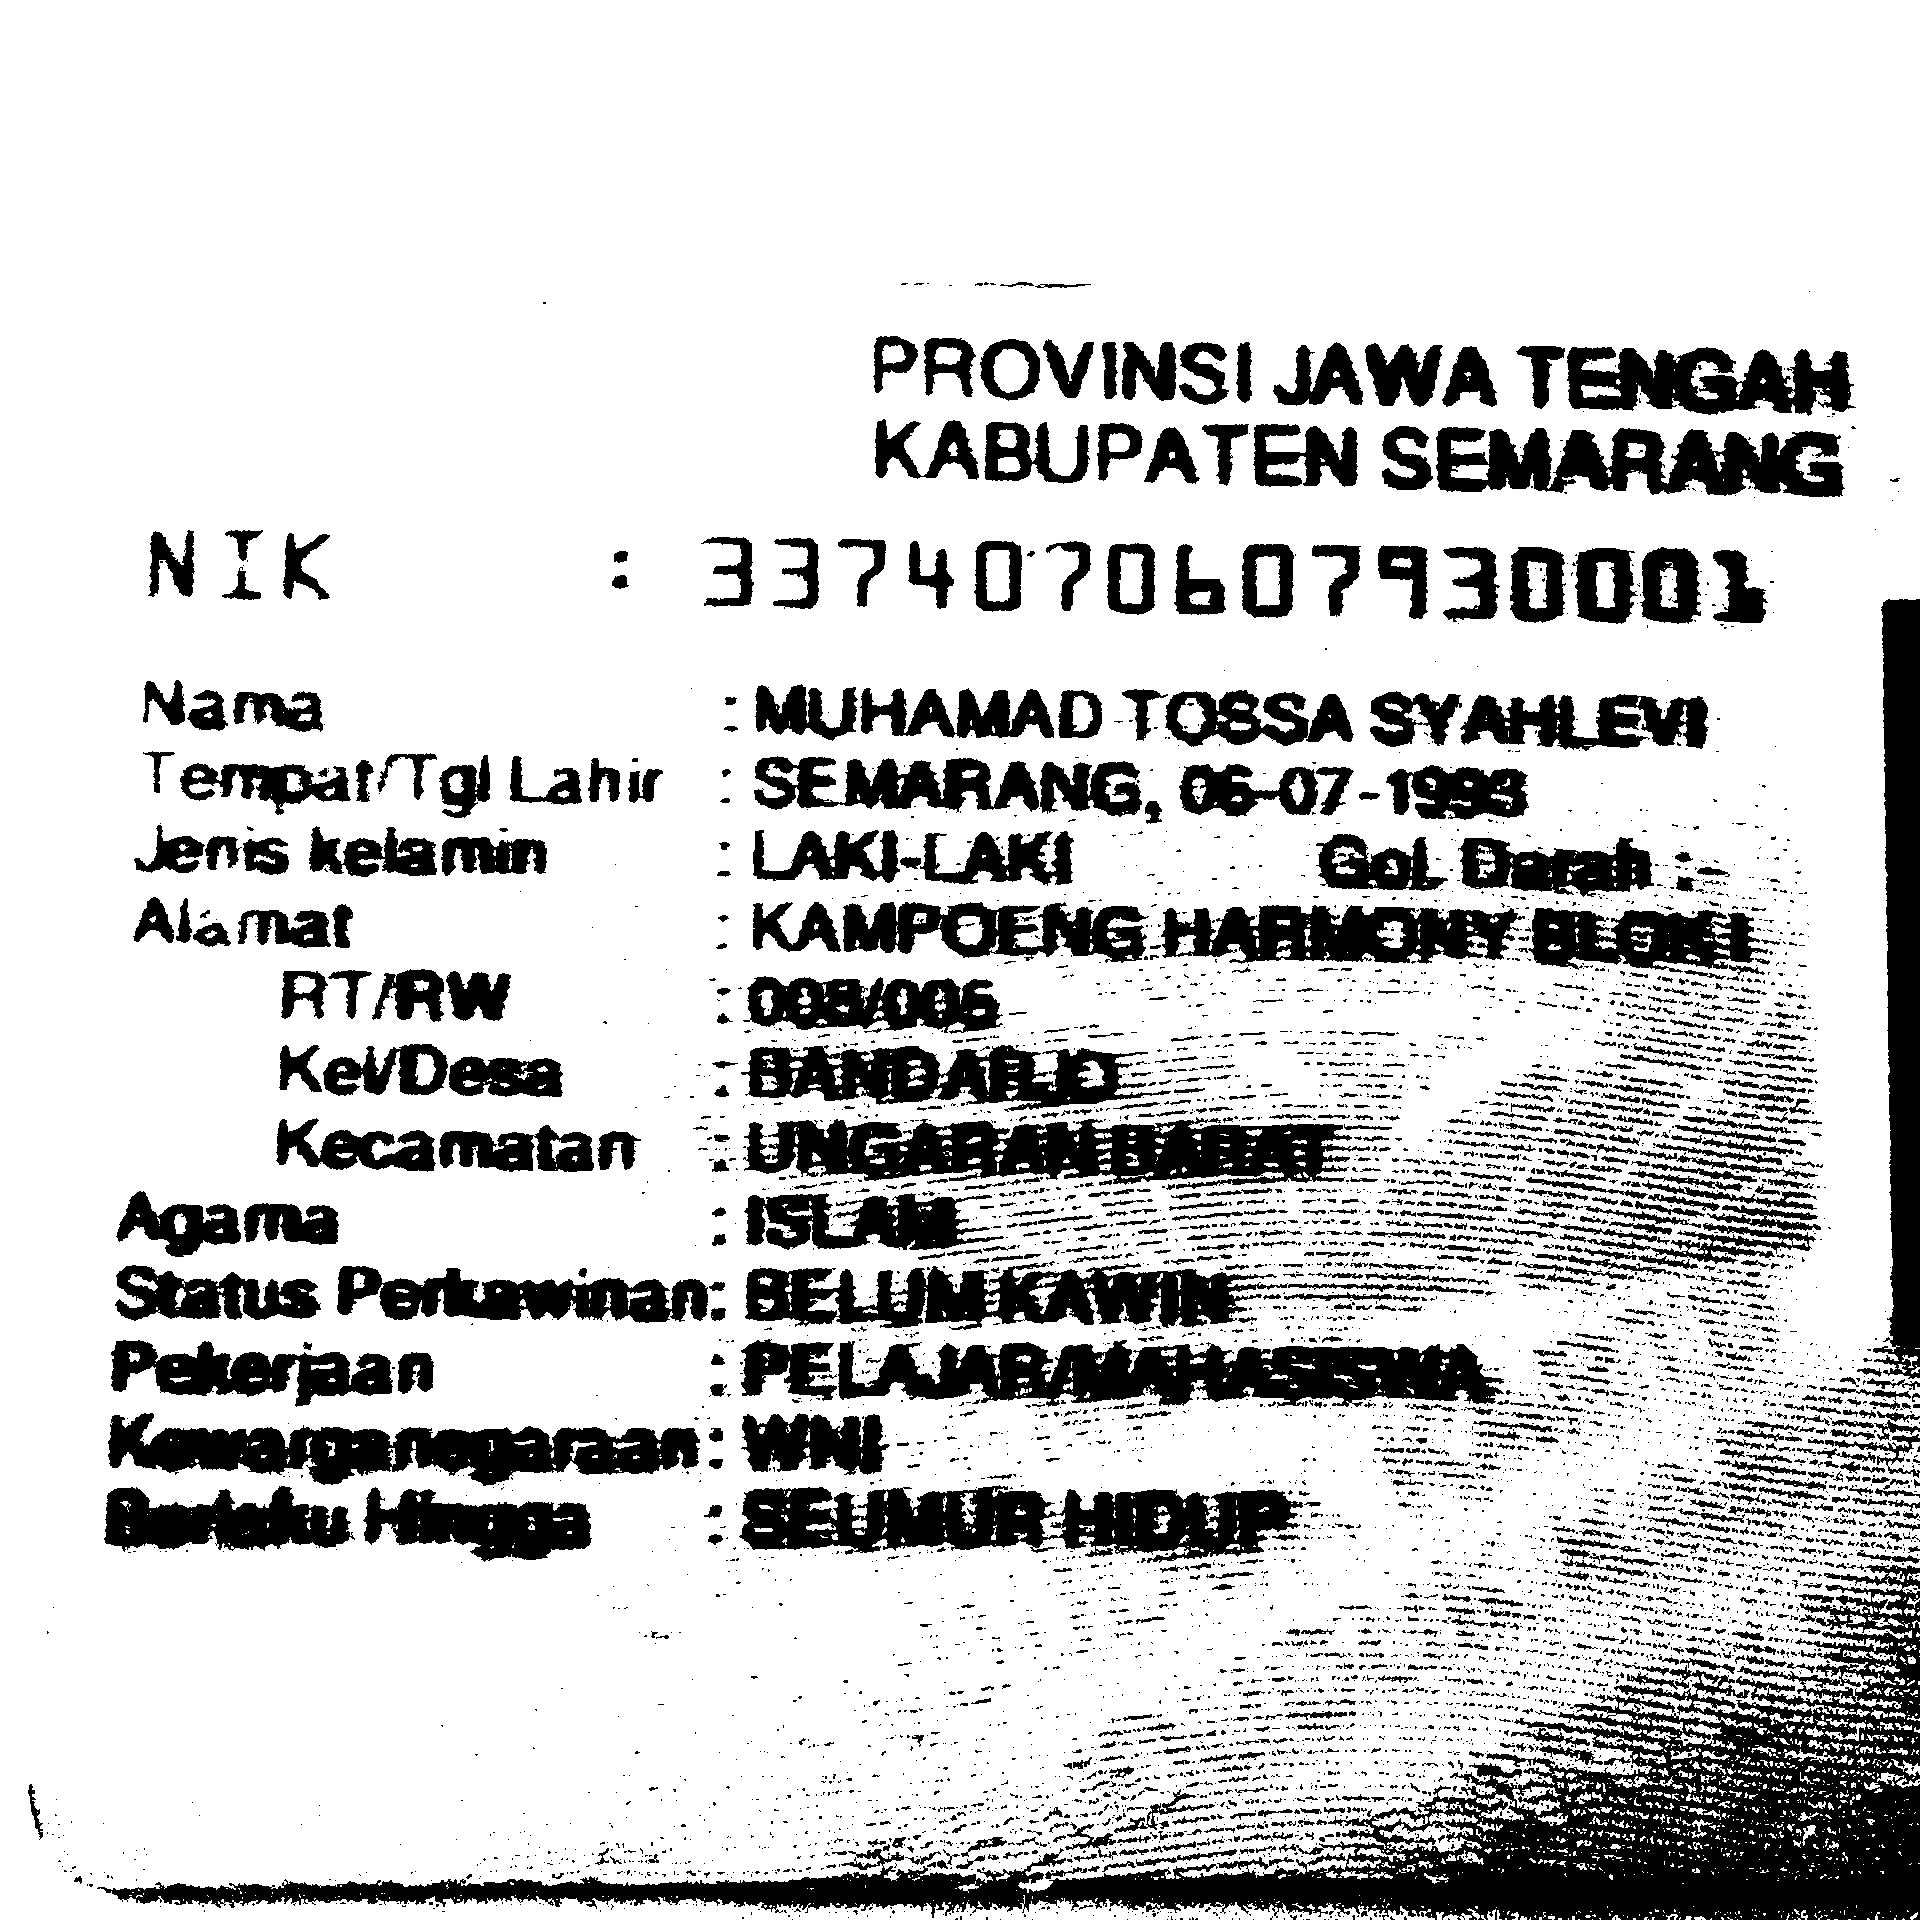 PROVINSI JAWA TENGAH
KABUPATEN SEMARANG
NIK : 3374070607930001
Nama : MUHAMAD TOSSA SYAHLEVI
Tempat/Tgl Lahir : SEMARANG, 06-07-1993
Jenis kelamin : LAKI-LAKI Gol. Darah : -
Alamat : KAMPOENG HARMONY BLOK I
RT/RW : 008/006
Kel/Desa : BANDARJO
Kecamatan : UNGARAN BARAT
Agama : ISLAM
Status Perkawinan: BELUM KAWIN
Pekerjaan : PELAJAR/MAHASISWA
Kewarganegaraan: WNI
Berlaku Hingga : SEUMUR HIDUP